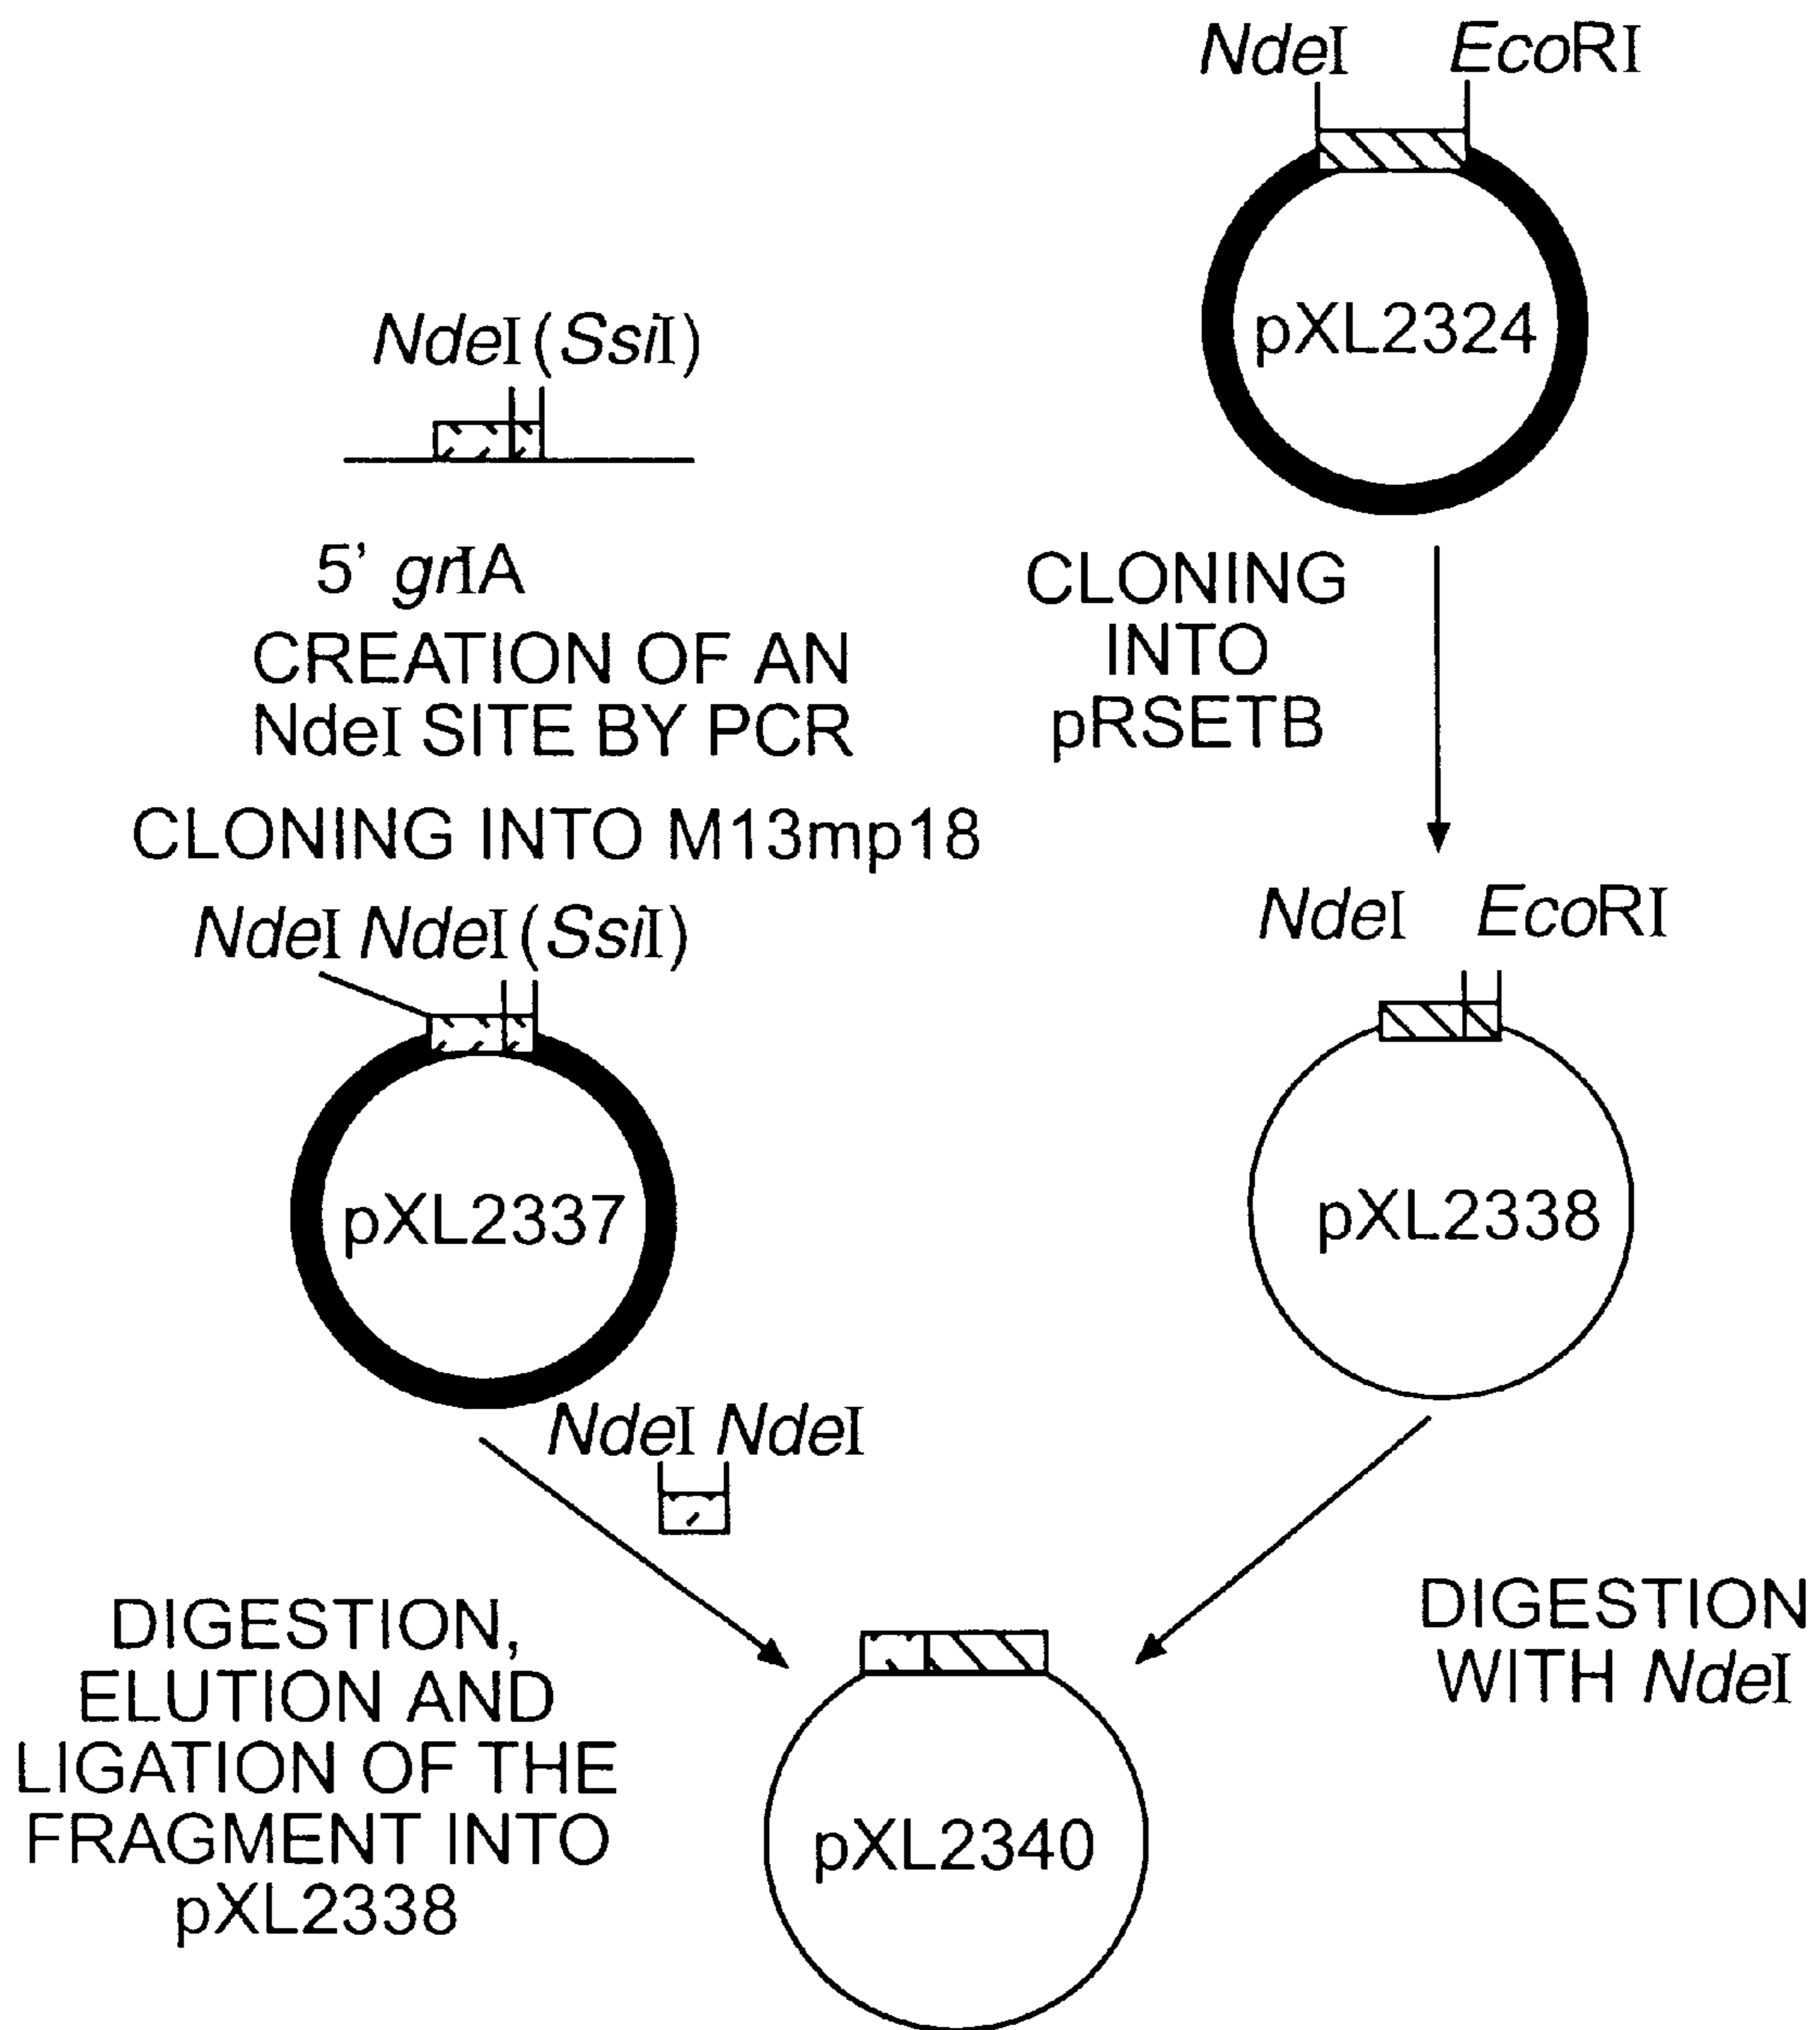 NdeI EcoRI
pXL2324
NdeI (SsiI)
5' grlA
CREATION OF AN
NdeI SITE BY PCR
CLONING INTO M13mp18
CLONING
INTO
pRSETB
NdeI NdeI (SsiI)
pXL2337
NdeI EcoRI
pXL2338
NdeI NdeI
DIGESTION,
ELUTION AND
LIGATION OF THE
FRAGMENT INTO
pXL2338
DIGESTION
WITH NdeI
pXL2340